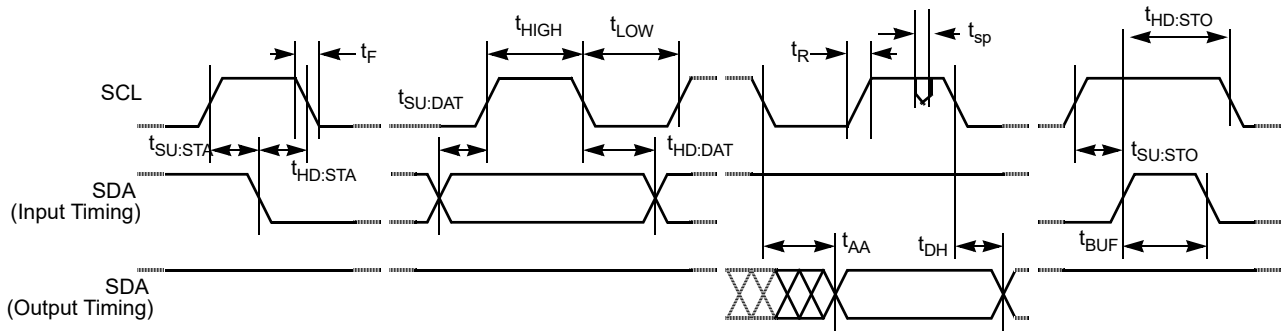 t_HIGH
t_LOW
t_HD:STO
t_F
t_R
t_sp
SCL
t_SU:DAT
t_SU:STA
t_HD:STA
t_HD:DAT
t_SU:STO
SDA
(Input Timing)
t_AA
t_DH
t_BUF
SDA
(Output Timing)